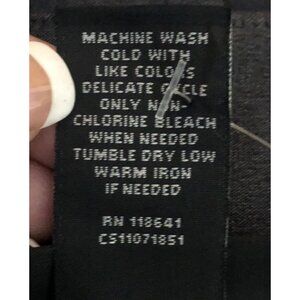 MACHINE WASH
COLD WITH
LIKE COLORS
DELICATE CYCLE
ONLY NON-
CHLORINE BLEACH
WHEN NEEDED
TUMBLE DRY LOW
WARM IRON
IF NEEDED
RN 118641
CS11071851